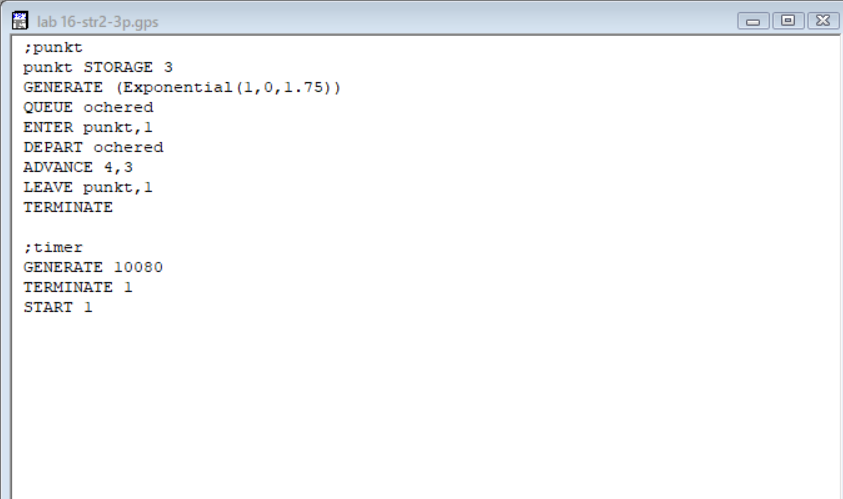 lab 16-str2-3p.gps
;punkt
punkt STORAGE 3
GENERATE (Exponential(1,0,1.75))
QUEUE ochered
ENTER punkt,1
DEPART ochered
ADVANCE 4,3
LEAVE punkt,1
TERMINATE
;timer
GENERATE 10080
TERMINATE 1
START 1